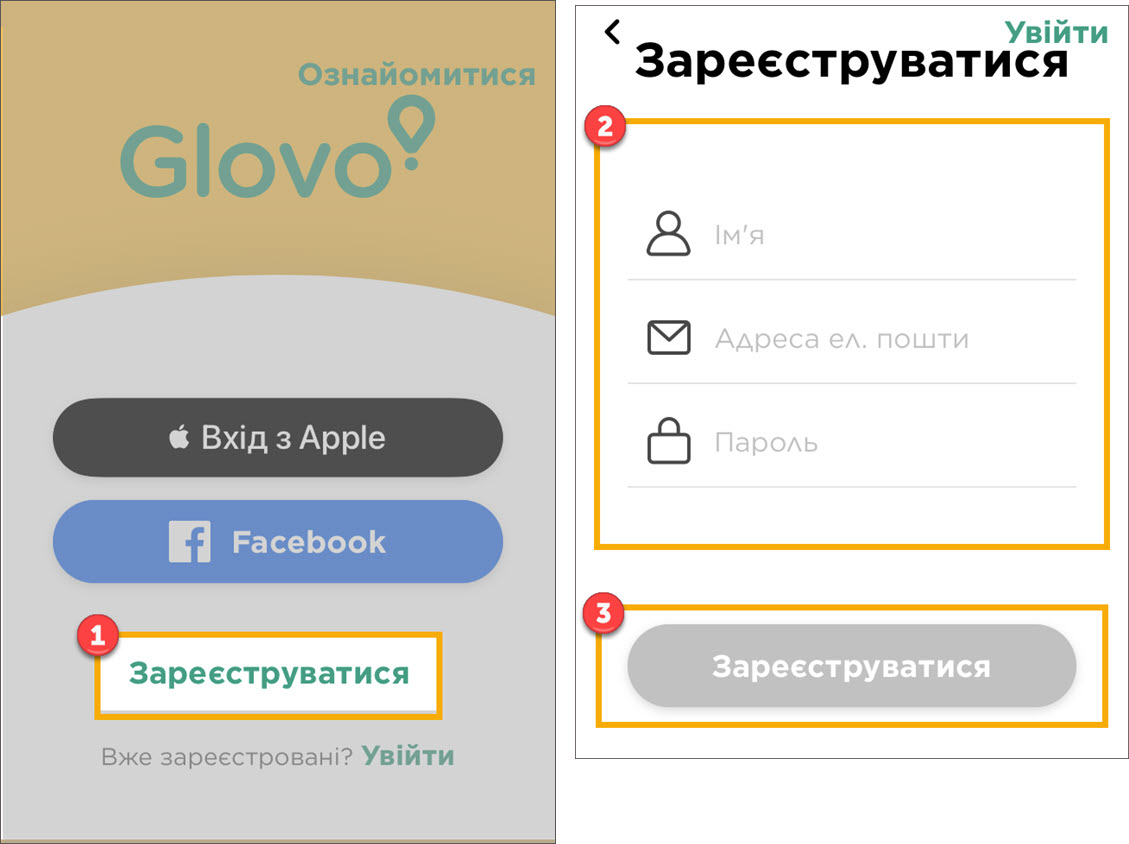 Ознайомитися
Glovo
Вхід з Apple
Facebook
1
Зареєструватися
Вже зареєстровані? Увійти
Увійти
Зареєструватися
2
Ім'я
Адреса ел. пошти
Пароль
3
Зареєструватися